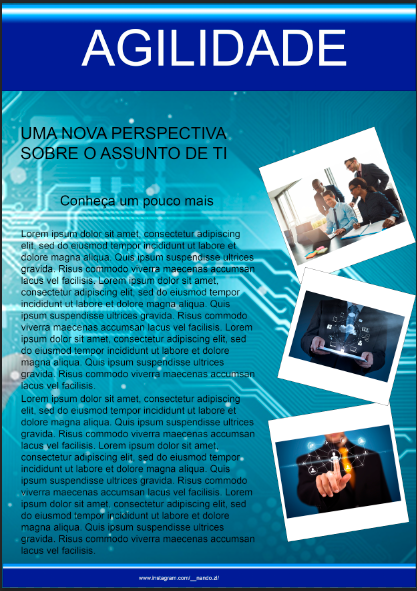 AGILIDADE
UMA NOVA PERSPECTIVA
SOBRE O ASSUNTO DE TI
Conheça um pouco mais
Lorem ipsum dolor sit amet, consectetur adipiscing
elit, sed do eiusmod tempor incididunt ut labore et
dolore magna aliqua. Quis ipsum suspendisse ultrices
gravida. Risus commodo viverra maecenas accumsan
lacus vel facilisis. Lorem ipsum dolor sit amet,
consectetur adipiscing elit, sed do eiusmod tempor
incididunt ut labore et dolore magna aliqua. Quis
ipsum suspendisse ultrices gravida. Risus commodo
viverra maecenas accumsan lacus vel facilisis. Lorem
ipsum dolor sit amet, consectetur adipiscing elit, sed
do eiusmod tempor incididunt ut labore et dolore
magna aliqua. Quis ipsum suspendisse ultrices
gravida. Risus commodo viverra maecenas accumsan
lacus vel facilisis.
Lorem ipsum dolor sit amet, consectetur adipiscing
elit, sed do eiusmod tempor incididunt ut labore et
dolore magna aliqua. Quis ipsum suspendisse ultrices
gravida. Risus commodo viverra maecenas accumsan
lacus vel facilisis. Lorem ipsum dolor sit amet,
consectetur adipiscing elit, sed do eiusmod tempor
incididunt ut labore et dolore magna aliqua. Quis
ipsum suspendisse ultrices gravida. Risus commodo
viverra maecenas accumsan lacus vel facilisis. Lorem
ipsum dolor sit amet, consectetur adipiscing elit, sed
do eiusmod tempor incididunt ut labore et dolore
magna aliqua. Quis ipsum suspendisse ultrices
gravida. Risus commodo viverra maecenas accumsan
lacus vel facilisis.